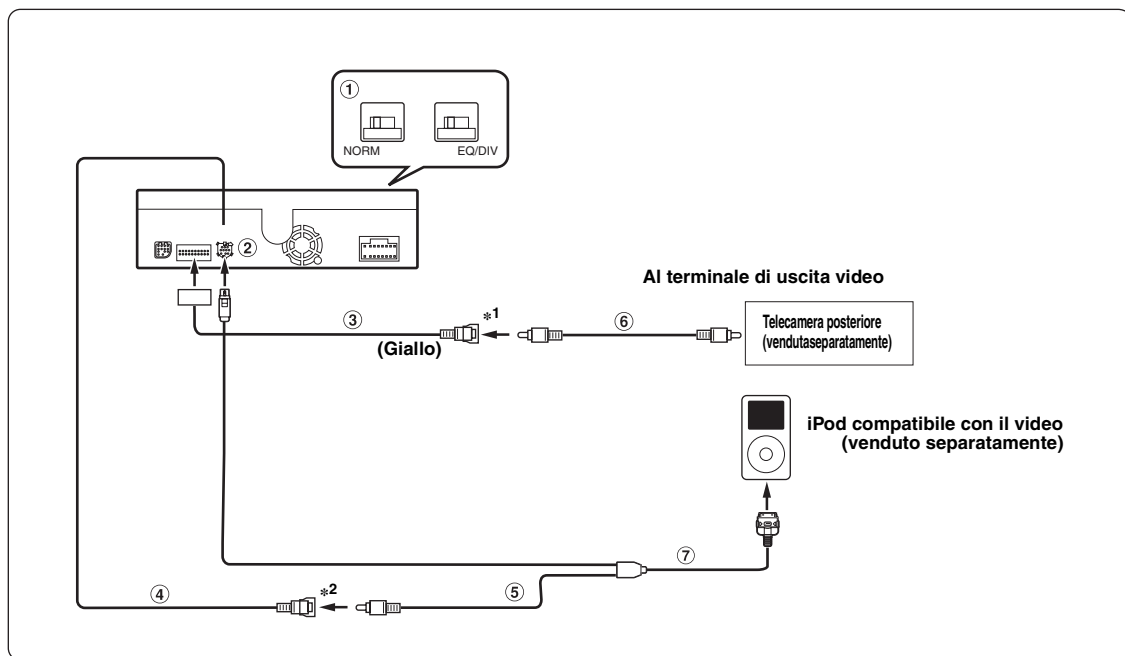 ①
NORM EQ/DIV
②
Al terminale di uscita video
③ *1 ⑥
(Giallo)
Telecamera posteriore
(vendutaseparatamente)
iPod compatibile con il video
(venduto separatamente)
⑦
④ *2 ⑤